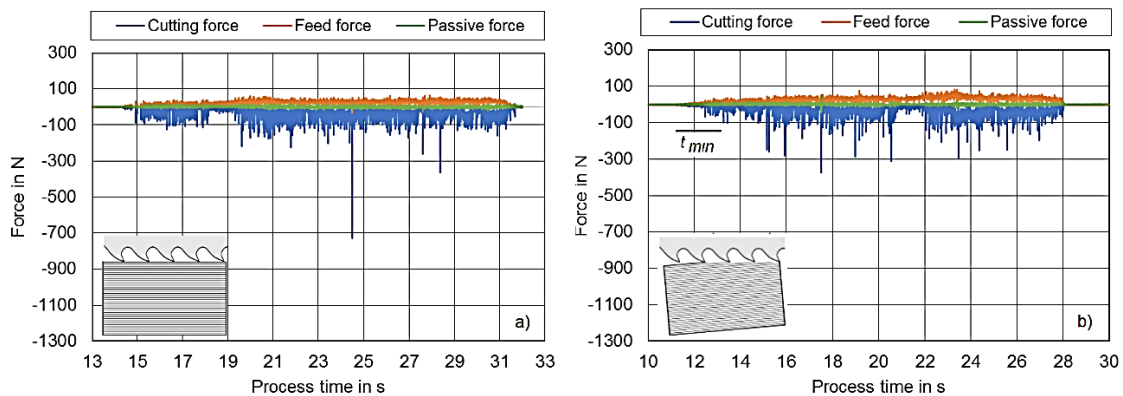 Cutting force Feed force Passive force
300
100
-100
-300
-500
-700
-900
-1100
-1300
Force in N
13 15 17 19 21 23 25 27 29 31 33
Process time in s
a)
Cutting force Feed force Passive force
300
100
-100
-300
-500
-700
-900
-1100
-1300
Force in N
t min
10 12 14 16 18 20 22 24 26 28 30
Process time in s
b)